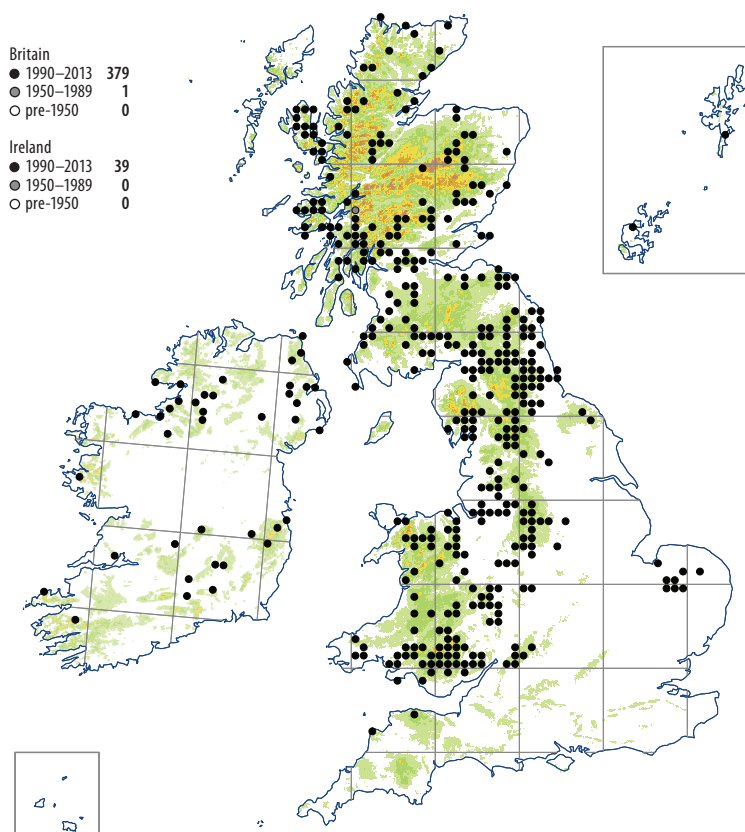 Britain
● 1990–2013 379
● 1950–1989 1
○ pre-1950 0
Ireland
● 1990–2013 39
● 1950–1989 0
○ pre-1950 0